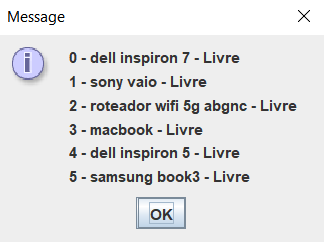 Message
0 - dell inspiron 7 - Livre
1 - sony vaio - Livre
2 - roteador wifi 5g abgnc - Livre
3 - macbook - Livre
4 - dell inspiron 5 - Livre
5 - samsung book3 - Livre
OK